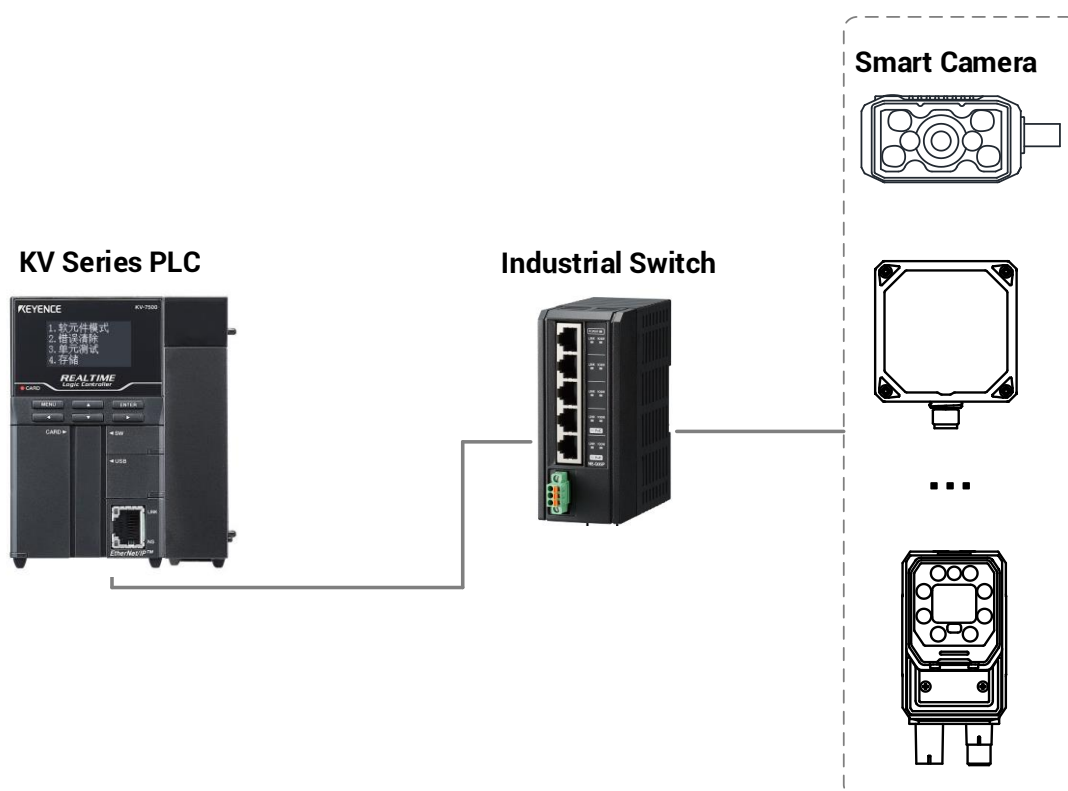 Smart Camera
KV Series PLC
Industrial Switch
KEYENCE
KV-7500
1.软元件模式
2.错误清除
3.单元测试
4.存储
REALTIME
Logic Controller
CARD
MENU
ENTER
CARD
SW
USB
LINK
EtherNet/IP™